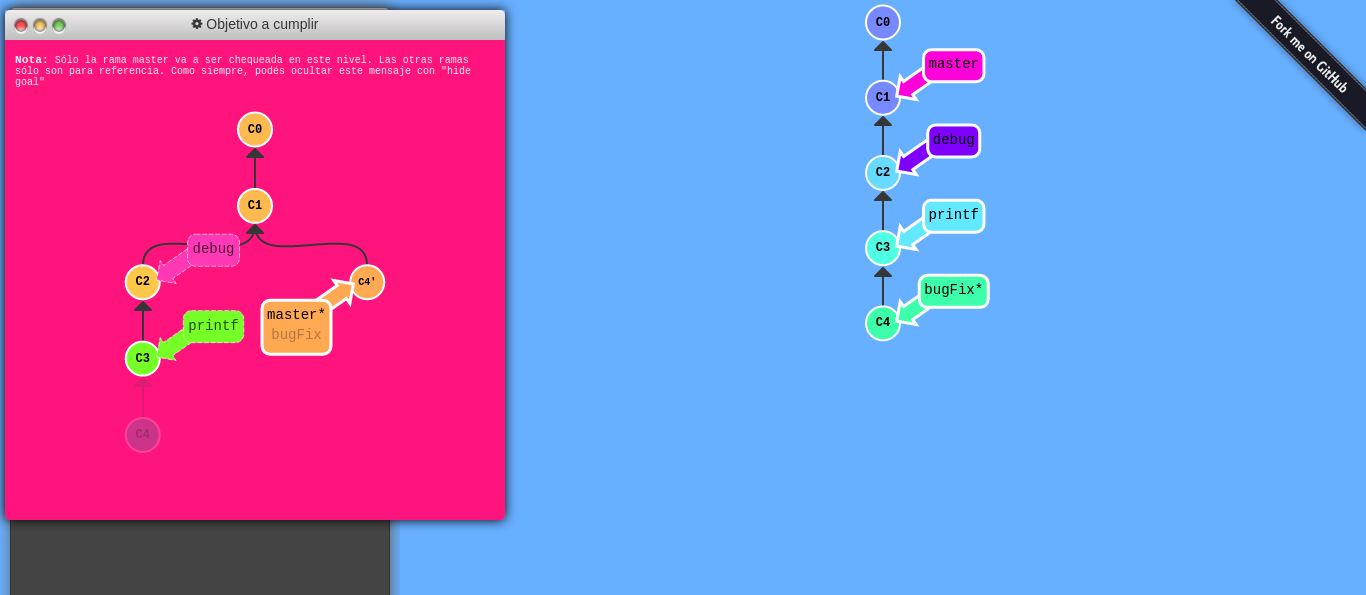 Objetivo a cumplir
Nota: Sólo la rama master va a ser chequeada en este nivel. Las otras ramas
sólo son para referencia. Como siempre, podés ocultar este mensaje con "hide
goal"
C0
C1
debug
C2
C4'
master*
bugFix
printf
C3
C4
C0
master
C1
debug
C2
printf
C3
bugFix*
C4
Fork me on GitHub